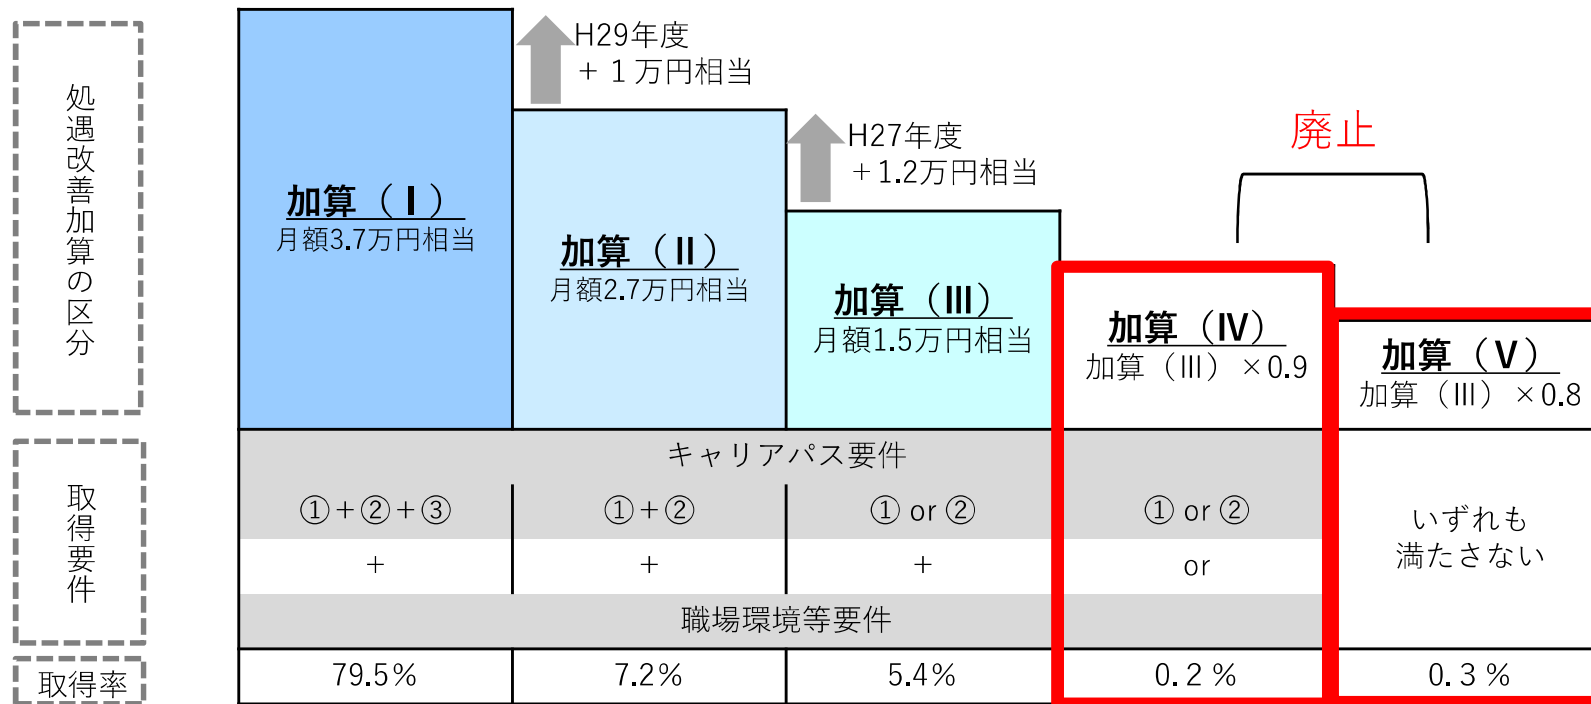 処遇改善加算の区分
H29年度
＋１万円相当
H27年度
＋1.2万円相当
廃止
加算（Ⅰ）
月額3.7万円相当
加算（Ⅱ）
月額2.7万円相当
加算（Ⅲ）
月額1.5万円相当
加算（Ⅳ）
加算（Ⅲ）×0.9
加算（Ⅴ）
加算（Ⅲ）×0.8
取得要件
キャリアパス要件
①＋②＋③
①＋②
① or ②
① or ②
いずれも
満たさない
＋
＋
＋
or
職場環境等要件
取得率
79.5%
7.2%
5.4%
0.2 %
0.3 %